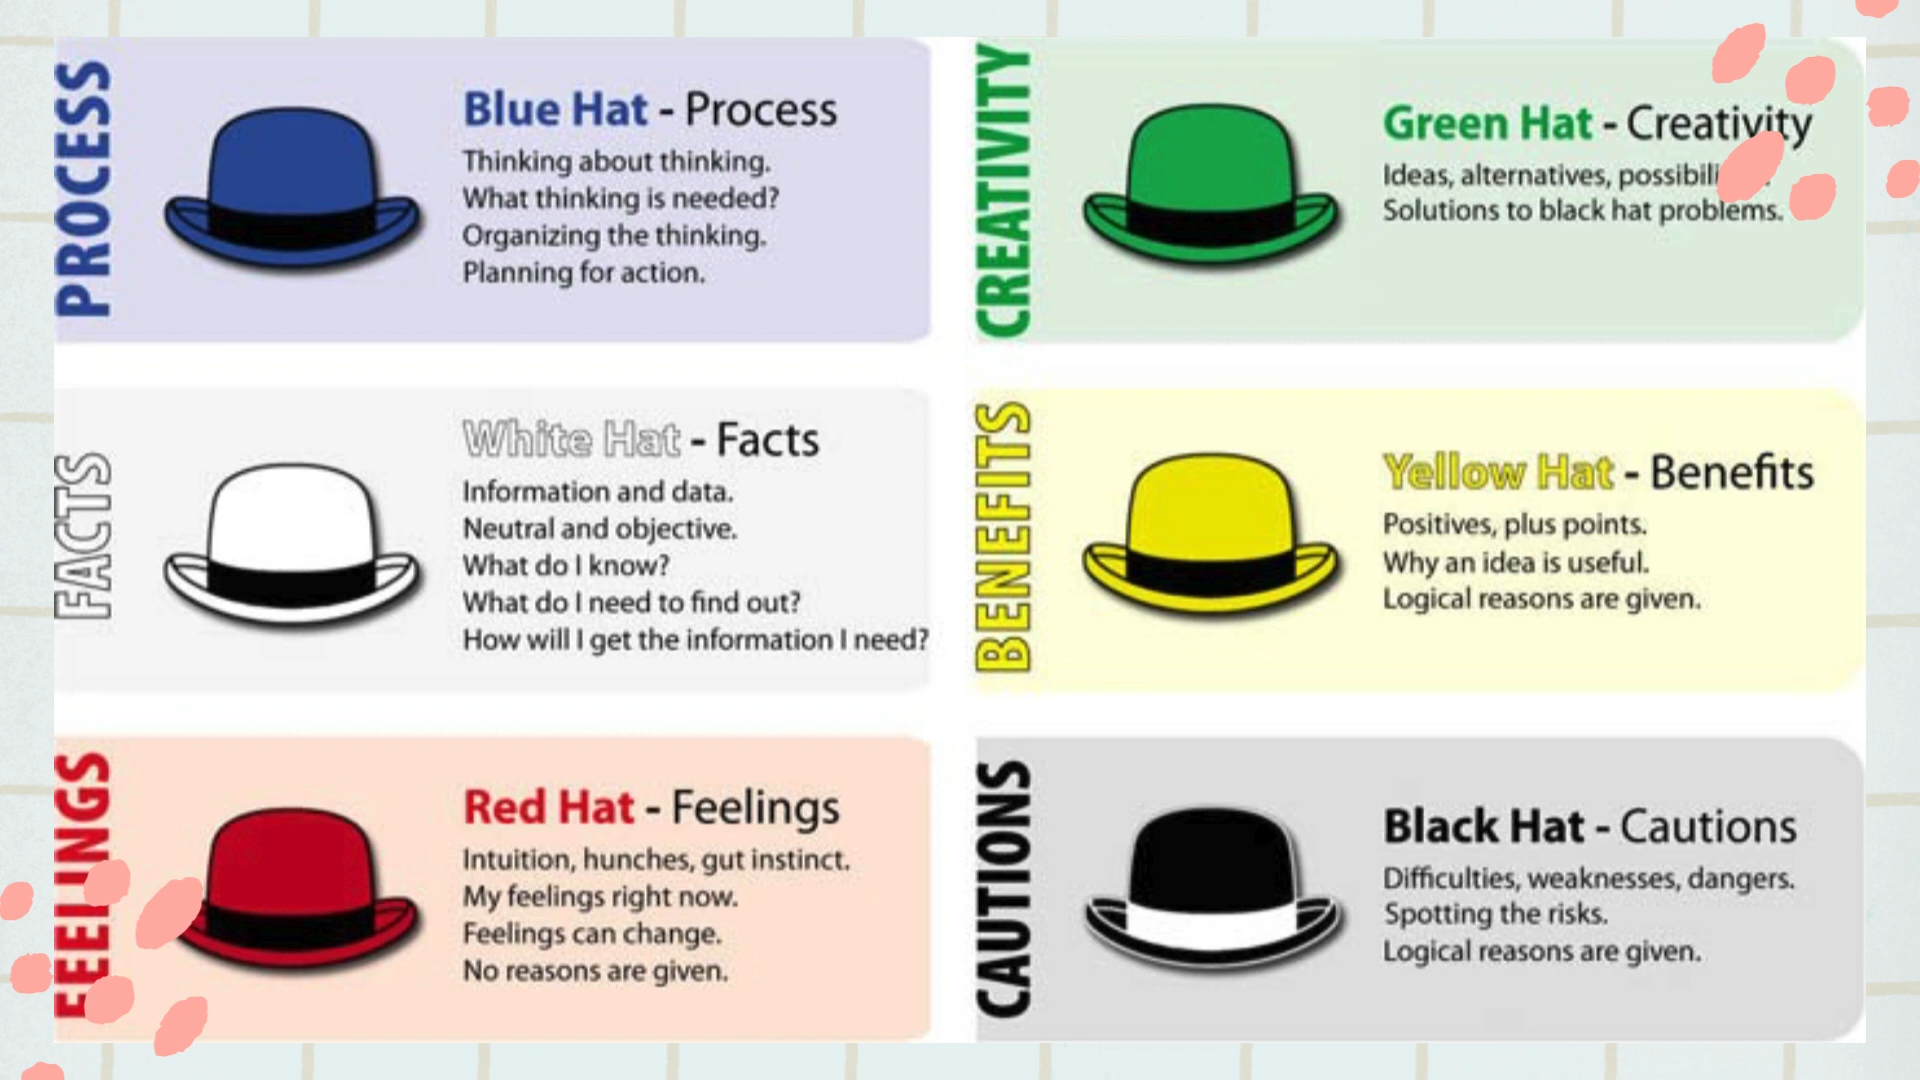 PROCESS
Blue Hat - Process
Thinking about thinking.
What thinking is needed?
Organizing the thinking.
Planning for action.
CREATIVITY
Green Hat - Creativity
Ideas, alternatives,
Solutions to black hat problems.
FACTS
White Hat - Facts
Information and data.
Neutral and objective.
What do I know?
What do I need to find out?
How will I get the information I need?
BENEFITS
Yellow Hat - Benefits
Positives, plus points.
Why an idea is useful.
Logical reasons are given.
FEELINGS
Red Hat - Feelings
Intuition, hunches, gut instinct.
My feelings right now.
Feelings can change.
No reasons are given.
CAUTIONS
Black Hat - Cautions
Difficulties, weaknesses, dangers.
Spotting the risks.
Logical reasons are given.